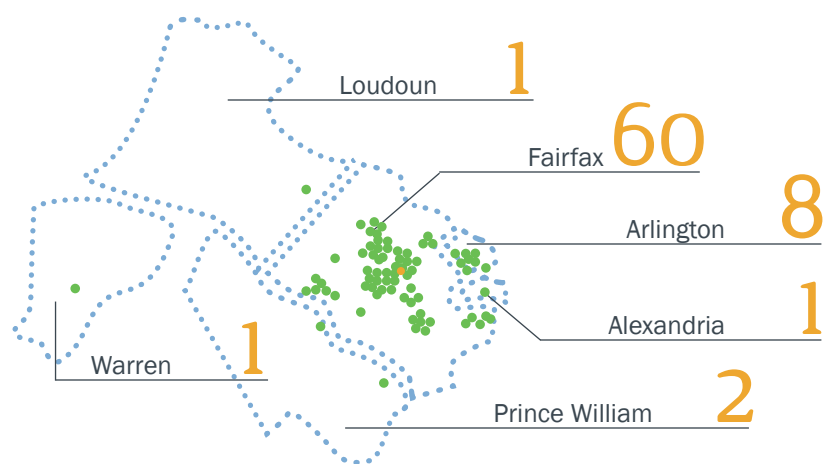 Loudoun 1
Fairfax 60
Arlington 8
Alexandria 1
Warren 1
Prince William 2